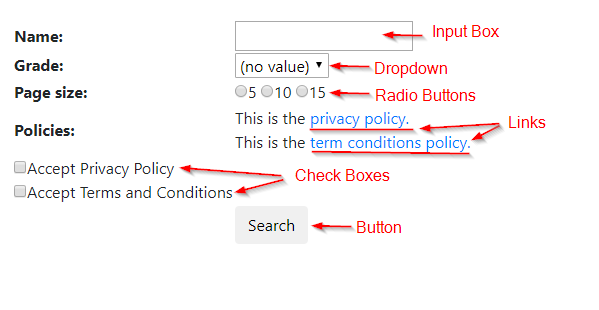 Name: Input Box
Grade: (no value) Dropdown
Page size: 5 10 15 Radio Buttons
Policies: This is the privacy policy.
This is the term conditions policy. Links
Accept Privacy Policy
Accept Terms and Conditions Check Boxes
Search Button